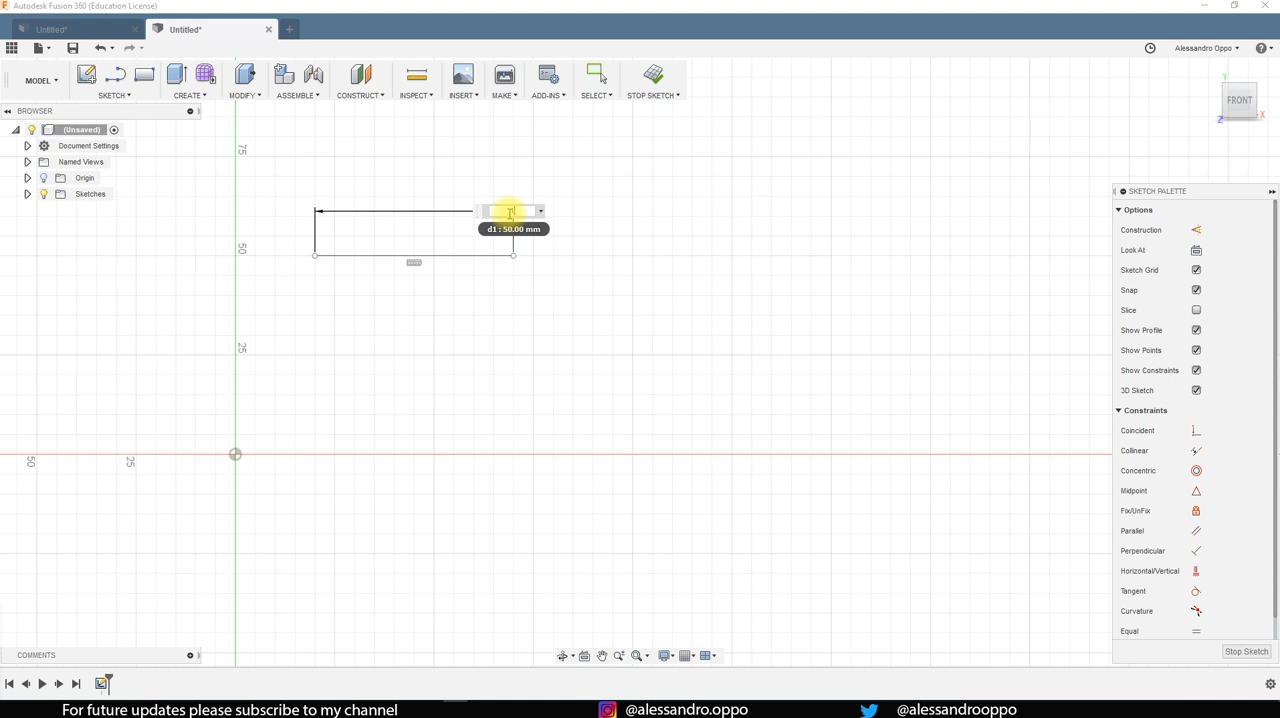 Autodesk Fusion 360 (Education License)
Untitled*
Untitled*
Alessandro Oppo
MODEL
SKETCH
CREATE
MODIFY
ASSEMBLE
CONSTRUCT
INSPECT
INSERT
MAKE
ADD-INS
SELECT
STOP SKETCH
BROWSER
(Unsaved)
Document Settings
Named Views
Origin
Sketches
75
50
25
50
25
d1 : 50.00 mm
Y
FRONT
X
Z
SKETCH PALETTE
Options
Construction
Look At
Sketch Grid
Snap
Slice
Show Profile
Show Points
Show Constraints
3D Sketch
Constraints
Coincident
Collinear
Concentric
Midpoint
Fix/UnFix
Parallel
Perpendicular
Horizontal/Vertical
Tangent
Curvature
Equal
Stop Sketch
COMMENTS
For future updates please subscribe to my channel
@alessandro.oppo
@alessandrooppo